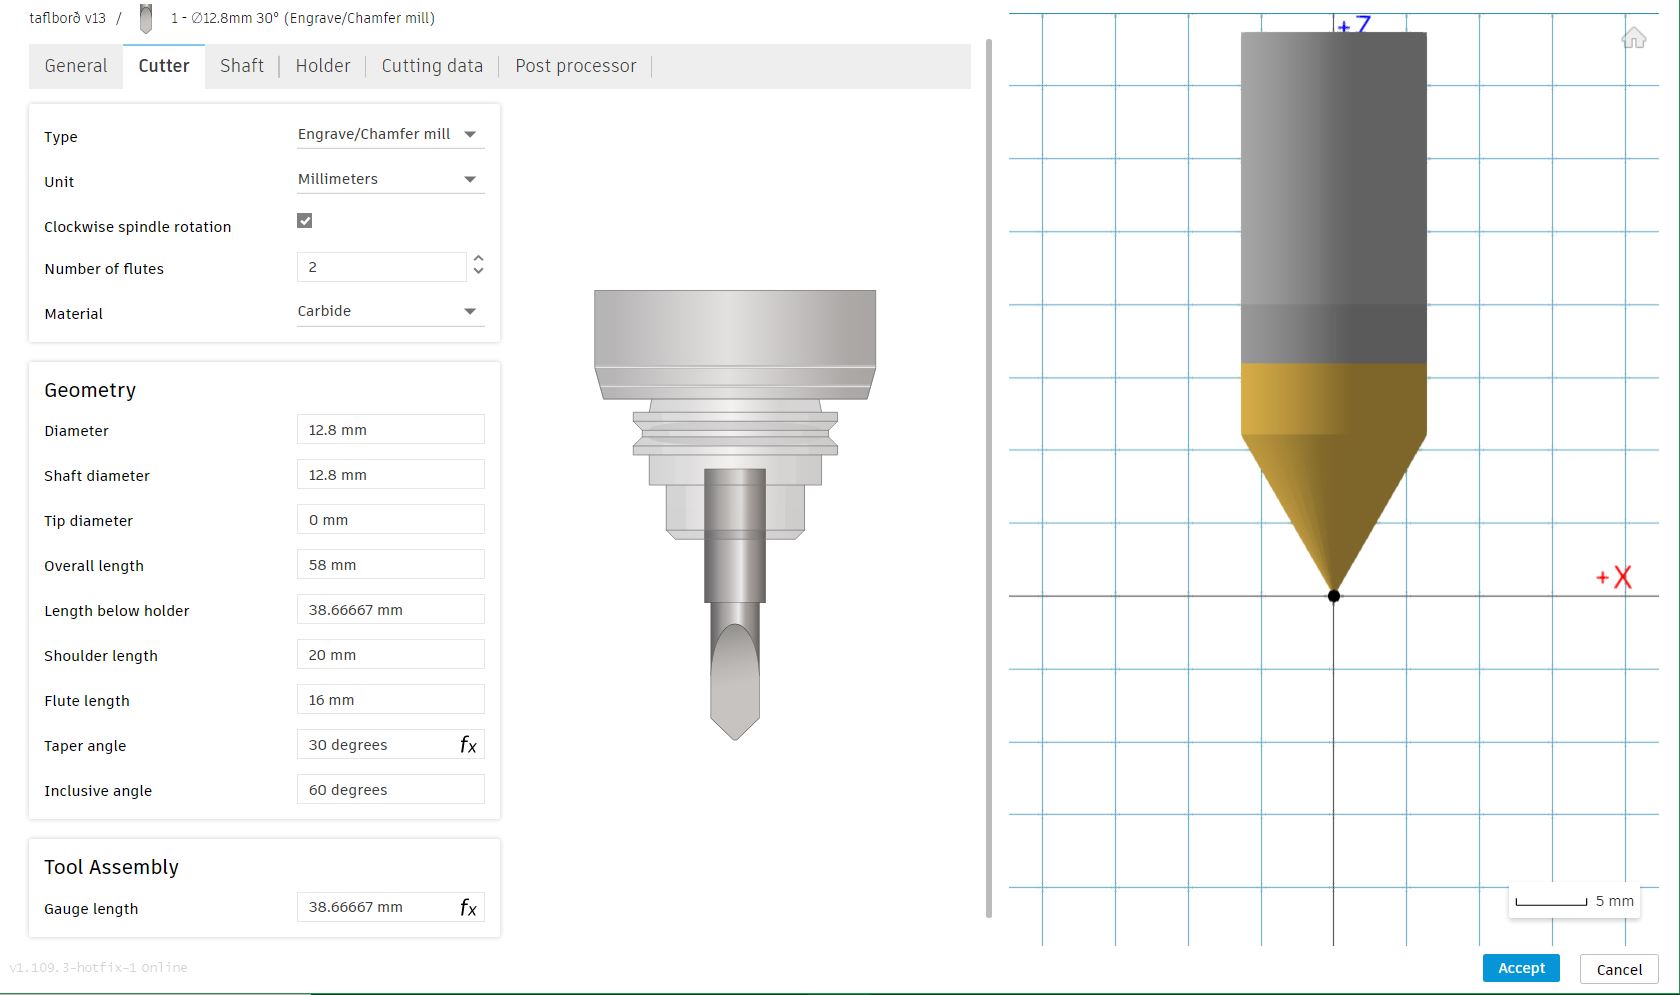 taflborð v13 / 1 - ∅12.8mm 30° (Engrave/Chamfer mill)
General Cutter Shaft Holder Cutting data Post processor
Type Engrave/Chamfer mill
Unit Millimeters
Clockwise spindle rotation
Number of flutes 2
Material Carbide
Geometry
Diameter 12.8 mm
Shaft diameter 12.8 mm
Tip diameter 0 mm
Overall length 58 mm
Length below holder 38.66667 mm
Shoulder length 20 mm
Flute length 16 mm
Taper angle 30 degrees fx
Inclusive angle 60 degrees
Tool Assembly
Gauge length 38.66667 mm fx
v1.109.3-hotfix-1 Online
+Z
+X
5 mm
Accept Cancel